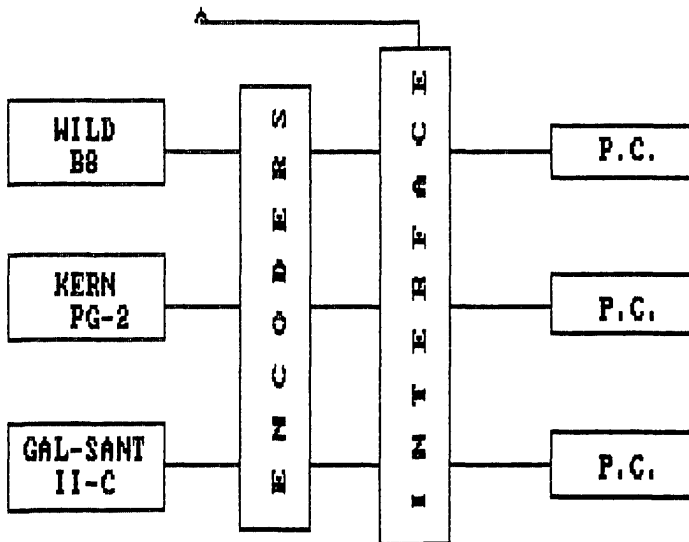 WILD
B8
KERN
PG-2
GAL-SANT
II-C
ENCODERS
INTERFACE
P.C.
P.C.
P.C.